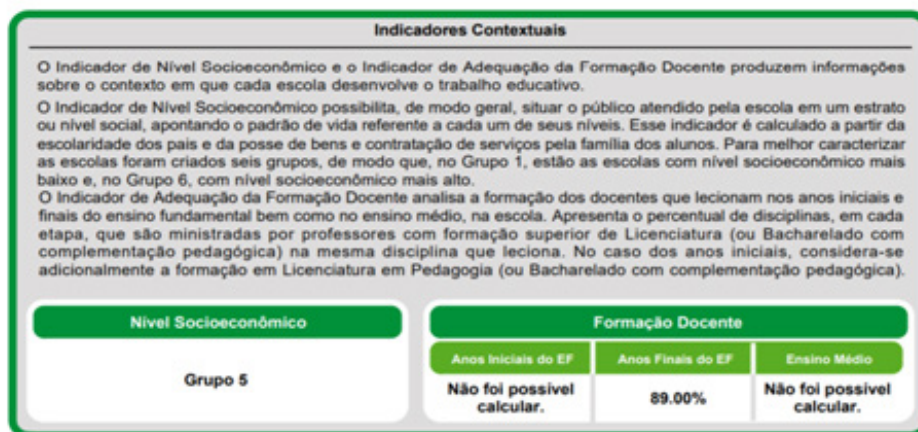 Indicadores Contextuais
O Indicador de Nível Socioeconômico e o Indicador de Adequação da Formação Docente produzem informações
sobre o contexto em que cada escola desenvolve o trabalho educativo.
O Indicador de Nível Socioeconômico possibilita, de modo geral, situar o público atendido pela escola em um estrato
ou nível social, apontando o padrão de vida referente a cada um de seus níveis. Esse indicador é calculado a partir da
escolaridade dos pais e da posse de bens e contratação de serviços pela família dos alunos. Para melhor caracterizar
as escolas foram criados seis grupos, de modo que, no Grupo 1, estão as escolas com nível socioeconômico mais
baixo e, no Grupo 6, com nível socioeconômico mais alto.
O Indicador de Adequação da Formação Docente analisa a formação dos docentes que lecionam nos anos iniciais e
finais do ensino fundamental bem como no ensino médio, na escola. Apresenta o percentual de disciplinas, em cada
etapa, que são ministradas por professores com formação superior de Licenciatura (ou Bacharelado com
complementação pedagógica) na mesma disciplina que leciona. No caso dos anos iniciais, considera-se
adicionalmente a formação em Licenciatura em Pedagogia (ou Bacharelado com complementação pedagógica).
Nível Socioeconômico
Grupo 5
Formação Docente
Anos Iniciais do EF
Anos Finais do EF
Ensino Médio
Não foi possível
calcular.
89.00%
Não foi possível
calcular.